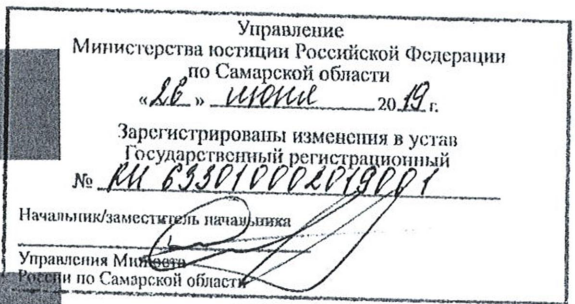 Управление
Министерства юстиции Российской Федерации
по Самарской области
«26» июня 2019 г.
Зарегистрированы изменения в устав
Государственный регистрационный
№ RU 633010002019001
Начальник/заместитель начальника
Управления Минюста
России по Самарской области